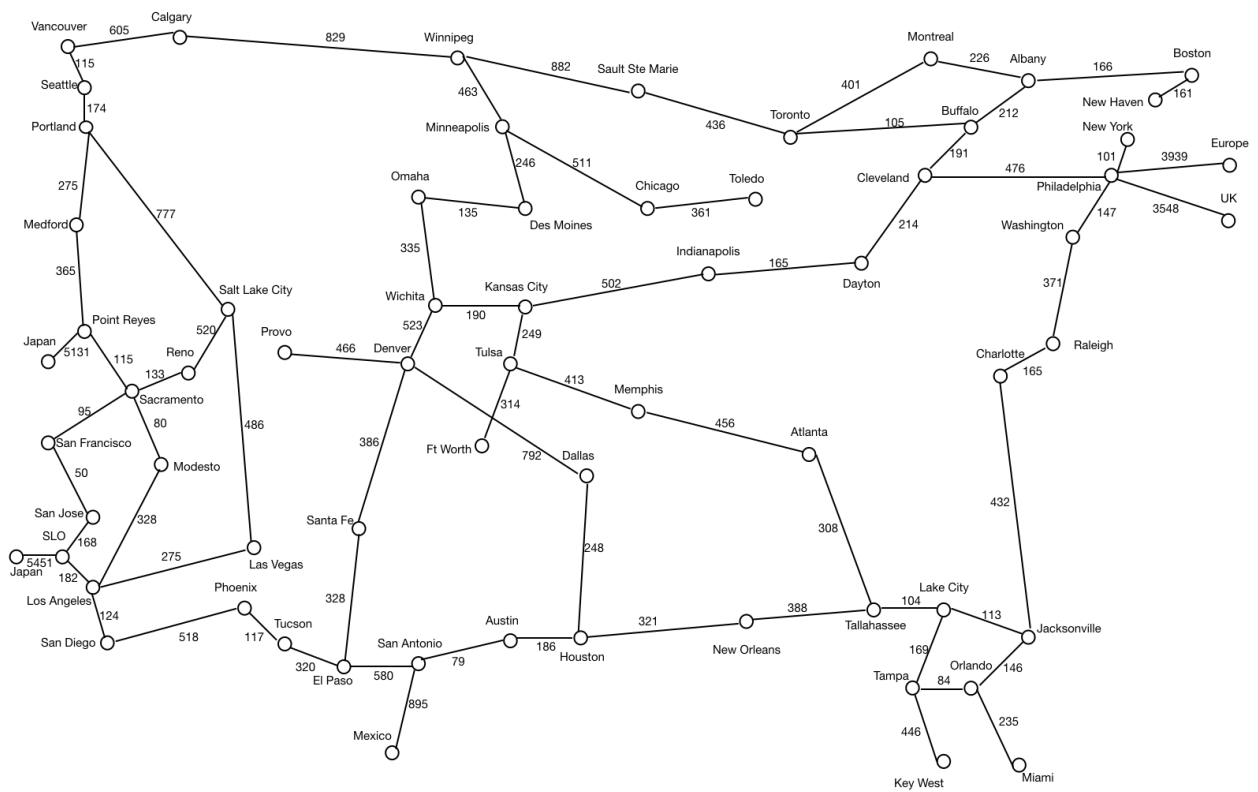 Calgary
Vancouver
605
829
Winnipeg
Montreal
226
Albany
Boston
166
115
Seattle
882
Sault Ste Marie
401
161
New Haven
463
174
Portland
Minneapolis
436
Toronto
105
Buffalo
212
New York
191
101
3939
Europe
246
511
Omaha
Chicago
Toledo
Cleveland
476
Philadelphia
275
135
361
147
3548
UK
777
Medford
Des Moines
214
Washington
335
Indianapolis
365
502
165
Dayton
371
Salt Lake City
Wichita
Kansas City
190
Point Reyes
520
Provo
523
249
Japan
5131
115
Reno
466
Denver
Tulsa
Charlotte
Raleigh
133
413
165
Sacramento
Memphis
95
80
314
456
486
386
Ft Worth
792
Atlanta
San Francisco
Dallas
50
Modesto
432
San Jose
328
Santa Fe
308
SLO
168
248
5451
275
Japan
182
Las Vegas
Los Angeles
Phoenix
328
Lake City
104
113
124
Tucson
388
Austin
321
Tallahassee
Jacksonville
San Diego
518
117
San Antonio
186
320
580
79
Houston
New Orleans
169
Orlando
146
El Paso
Tampa
84
895
446
235
Mexico
Key West
Miami